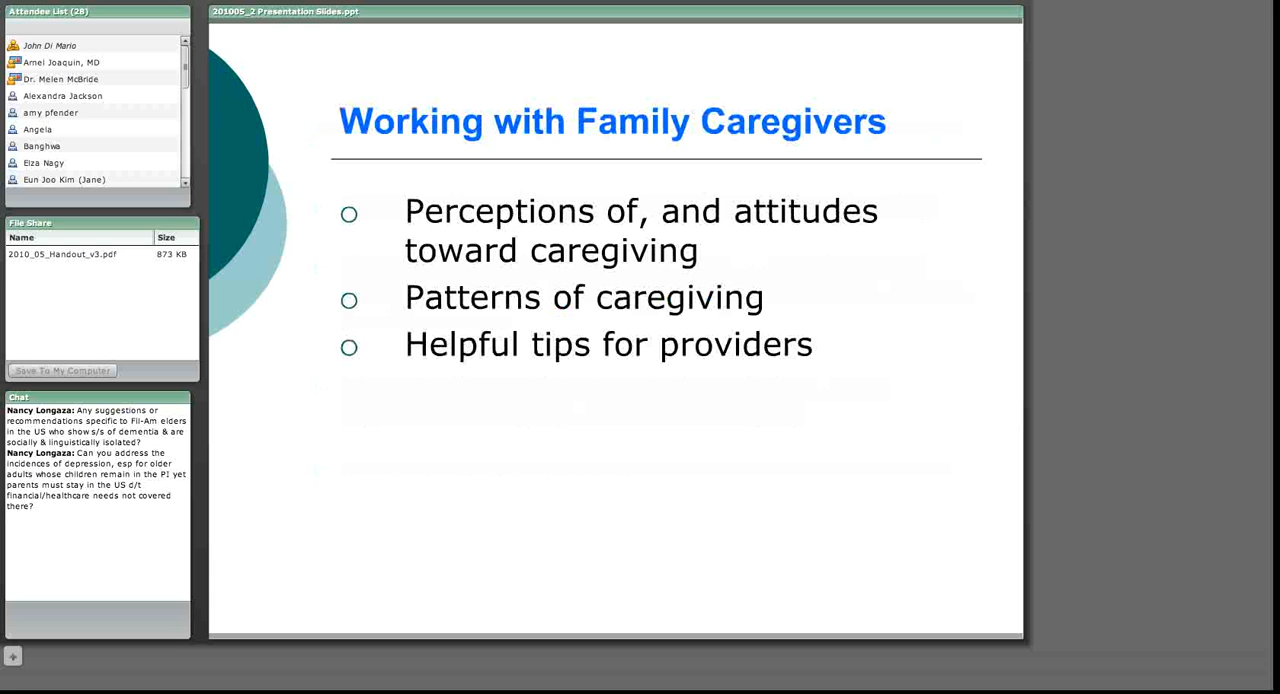 Attendee List (28)
John Di Mario
Arnel Joaquin, MD
Dr. Melen McBride
Alexandra Jackson
amy pfender
Angela
Banghwa
Elza Nagy
Eun Joo Kim (Jane)
File Share
Name Size
2010_05_Handout_v3.pdf 873 KB
Save To My Computer
Chat
Nancy Longaza: Any suggestions or
recommendations specific to Fil-Am elders
in the US who show s/s of dementia & are
socially & linguistically isolated?
Nancy Longaza: Can you address the
incidences of depression, esp for older
adults whose children remain in the PI yet
parents must stay in the US d/t
financial/healthcare needs not covered
there?
201005_2 Presentation Slides.ppt
Working with Family Caregivers
Perceptions of, and attitudes
toward caregiving
Patterns of caregiving
Helpful tips for providers